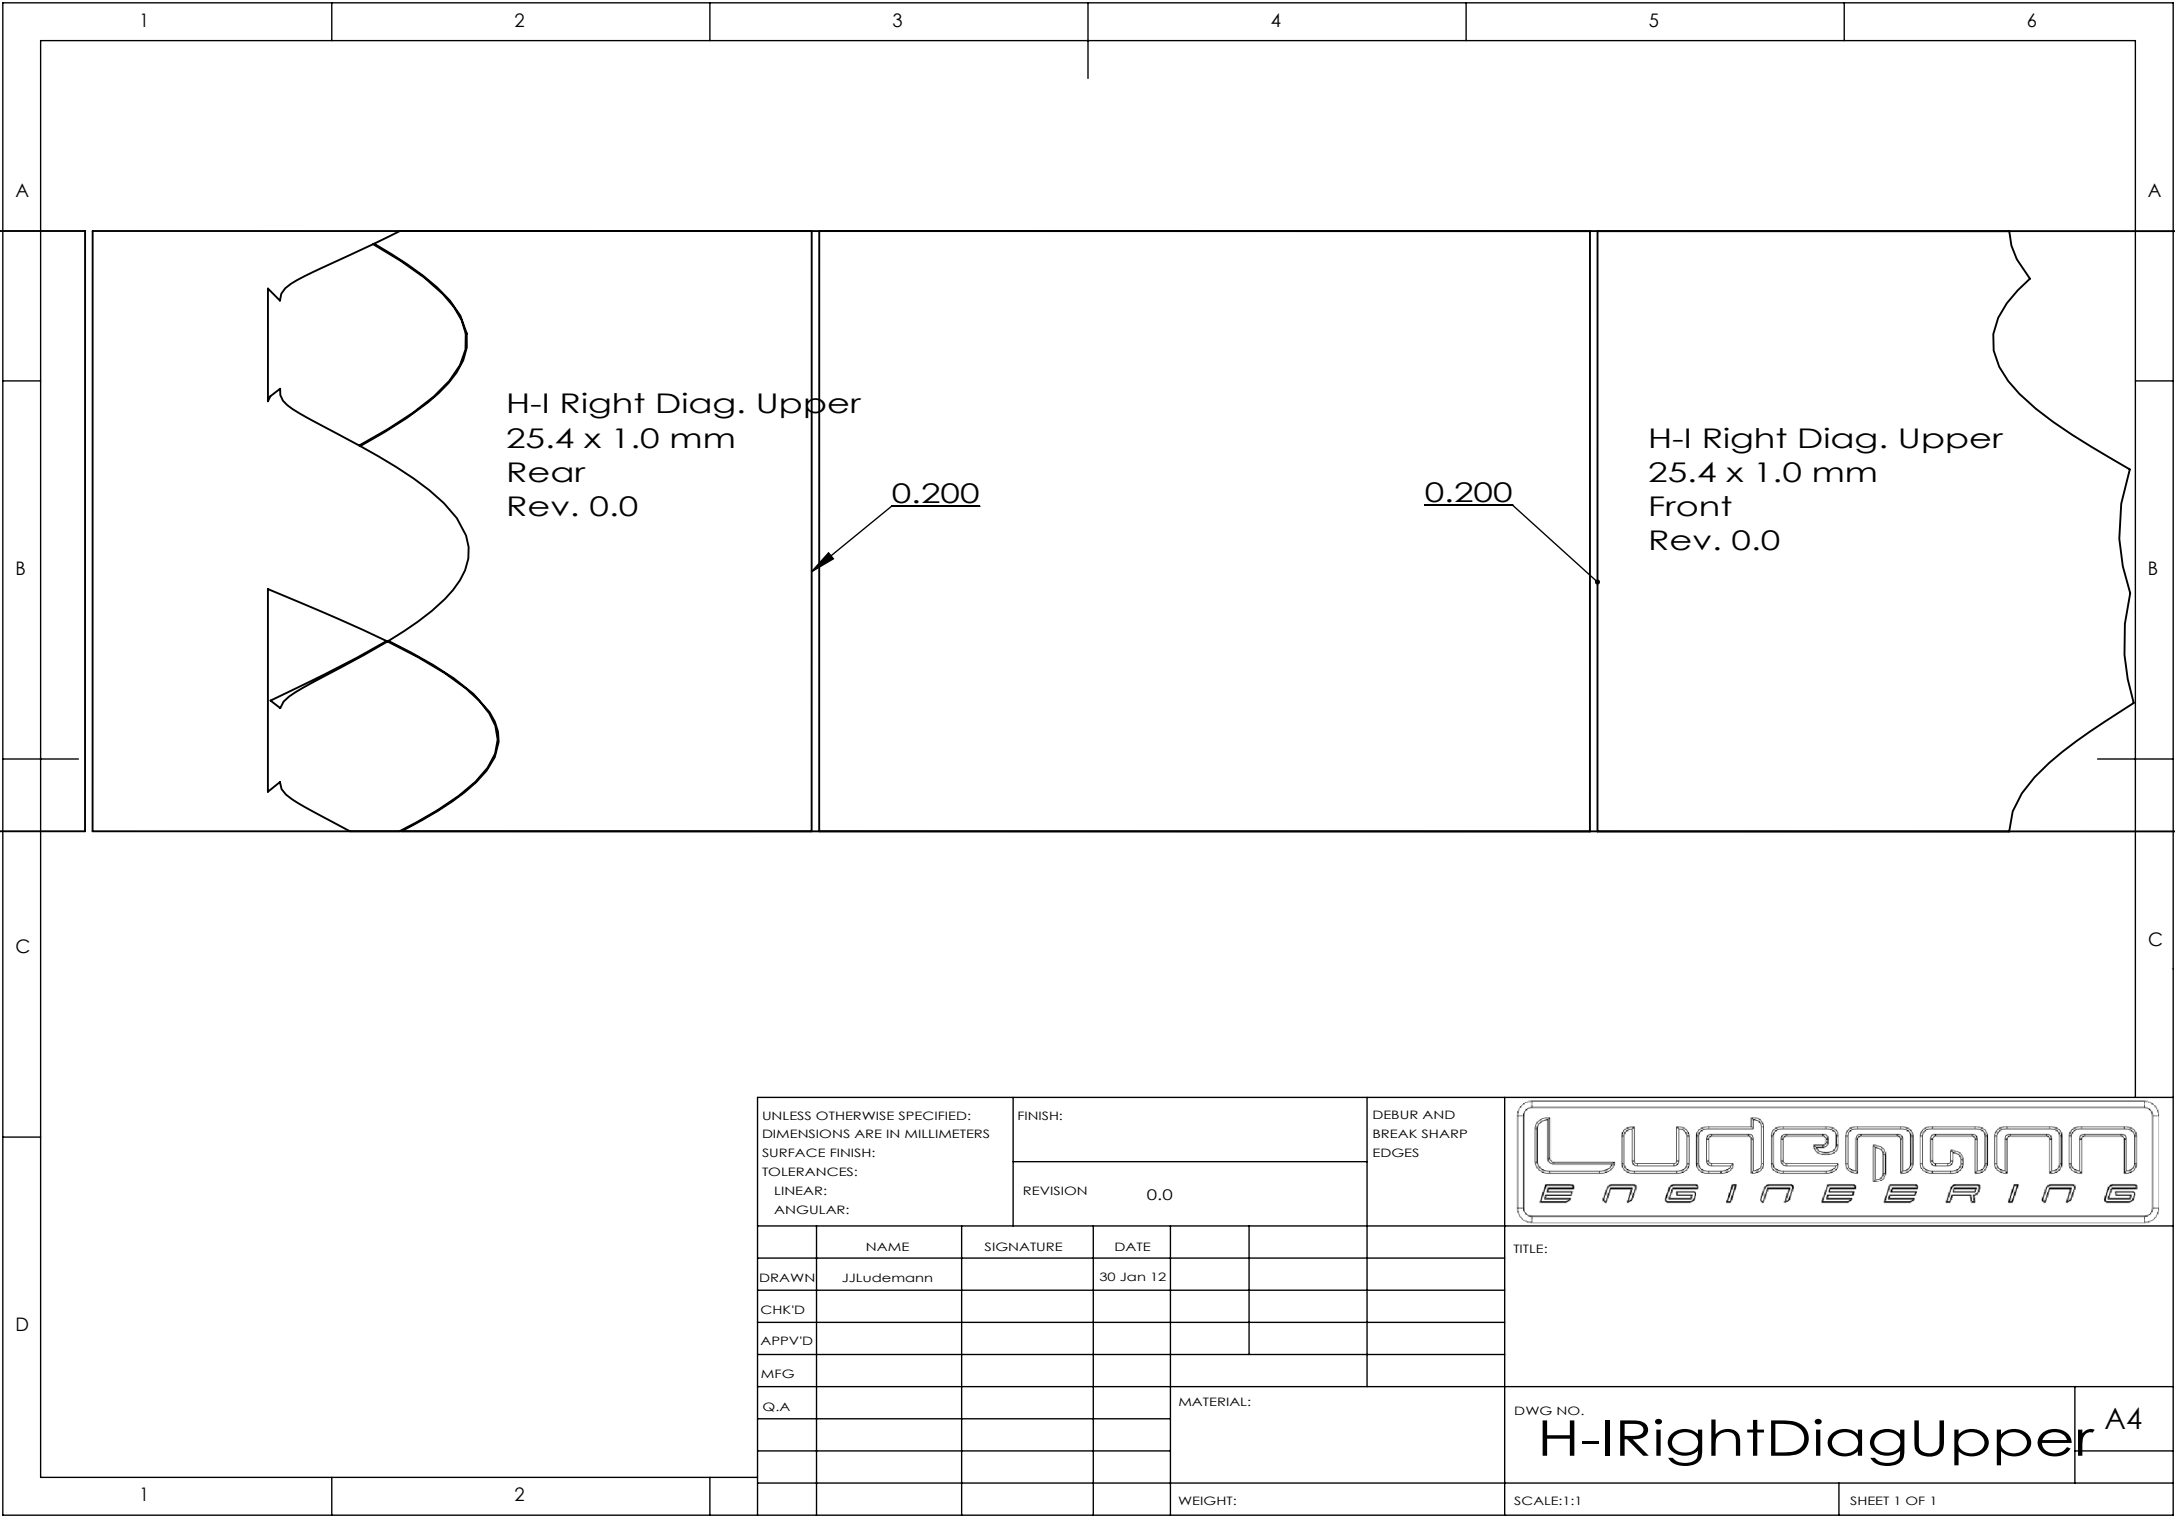 1 2 3 4 5 6
A A
H-I Right Diag. Upper
25.4 x 1.0 mm
Rear
Rev. 0.0
0.200
0.200
H-I Right Diag. Upper
25.4 x 1.0 mm
Front
Rev. 0.0
B B
C C
D
UNLESS OTHERWISE SPECIFIED:
DIMENSIONS ARE IN MILLIMETERS
SURFACE FINISH:
TOLERANCES:
LINEAR:
ANGULAR:
FINISH:
REVISION 0.0
DEBUR AND
BREAK SHARP
EDGES
Ludemann
ENGINEERING
NAME SIGNATURE DATE
DRAWN JJLudemann 30 Jan 12
CHK'D
APPV'D
MFG
Q.A
MATERIAL:
WEIGHT:
TITLE:
DWG NO.
H-IRightDiagUpper
A4
SCALE:1:1
SHEET 1 OF 1
1 2